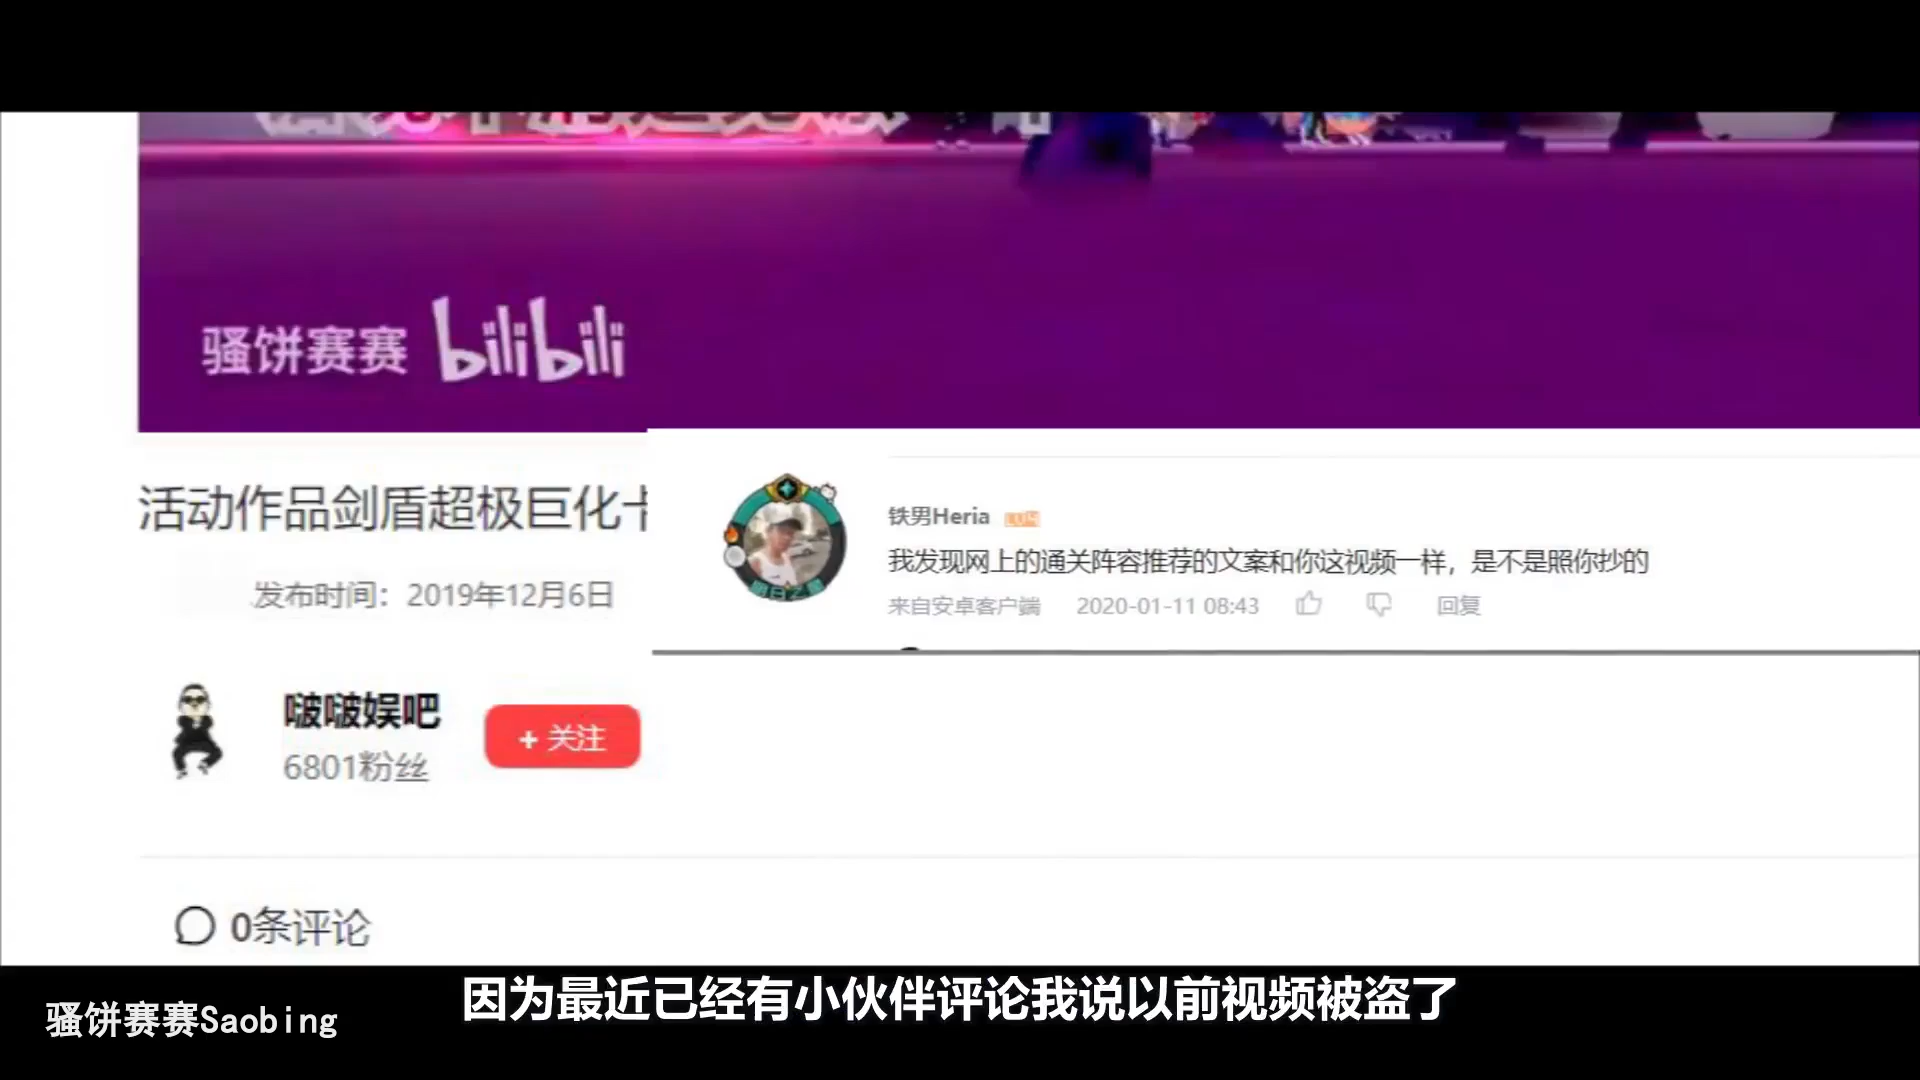 骚饼赛赛 bilibili
活动作品剑盾超极巨化卡
发布时间：2019年12月6日
铁男Heria LV4
我发现网上的通关阵容推荐的文案和你这视频一样，是不是照你抄的
来自安卓客户端 2020-01-11 08:43 回复
啵啵娱吧
+ 关注
6801粉丝
0条评论
因为最近已经有小伙伴评论我说以前视频被盗了
骚饼赛赛Saobing